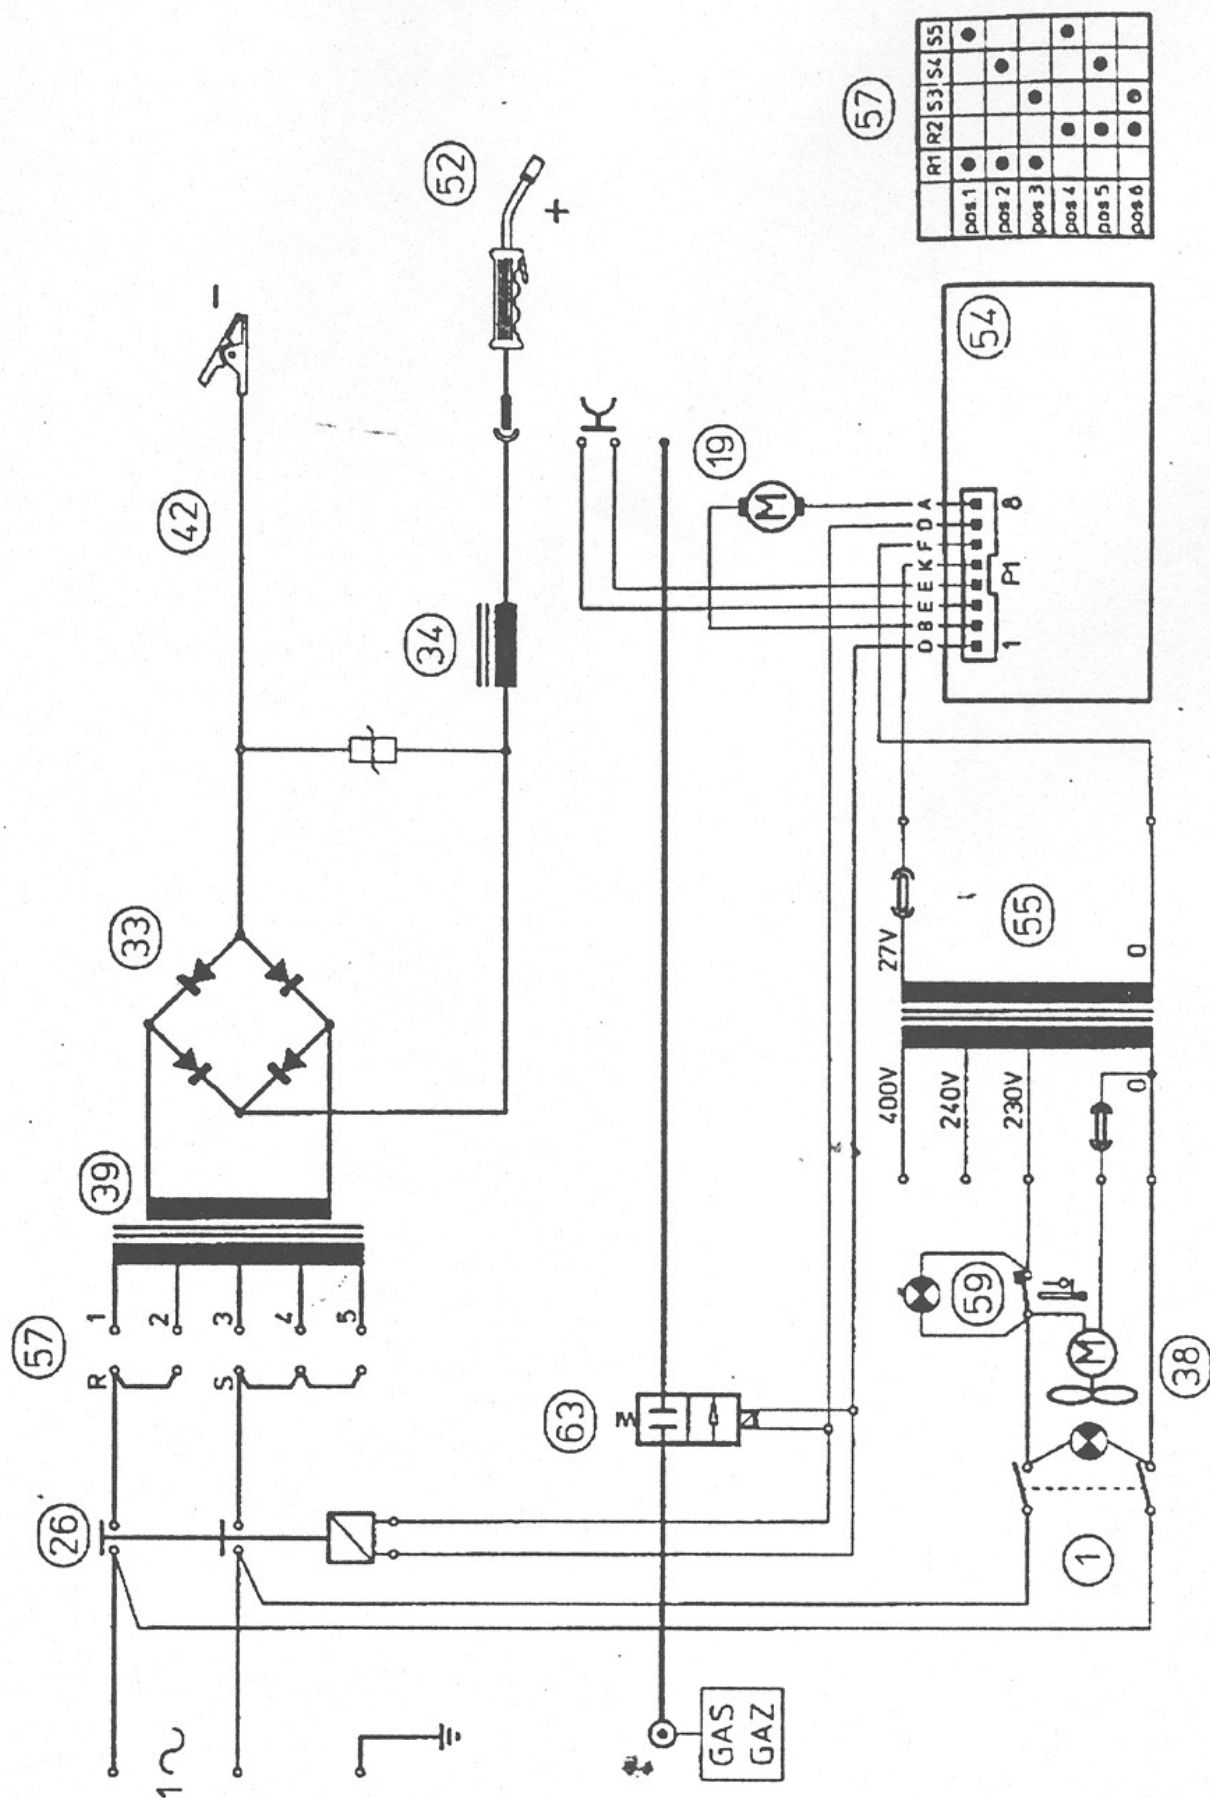 1~
GAS
GAZ
26
57
R
S
1
2
3
4
5
39
33
42
-
34
52
+
63
19
M
1
38
M
59
400V
240V
230V
0
27V
0
55
D
B
E
E
K
F
D
A
1
P1
8
54
57
R1 R2 S3 S4 S5
pos.1
pos 2
pos 3
pos 4
pos 5
pos 6